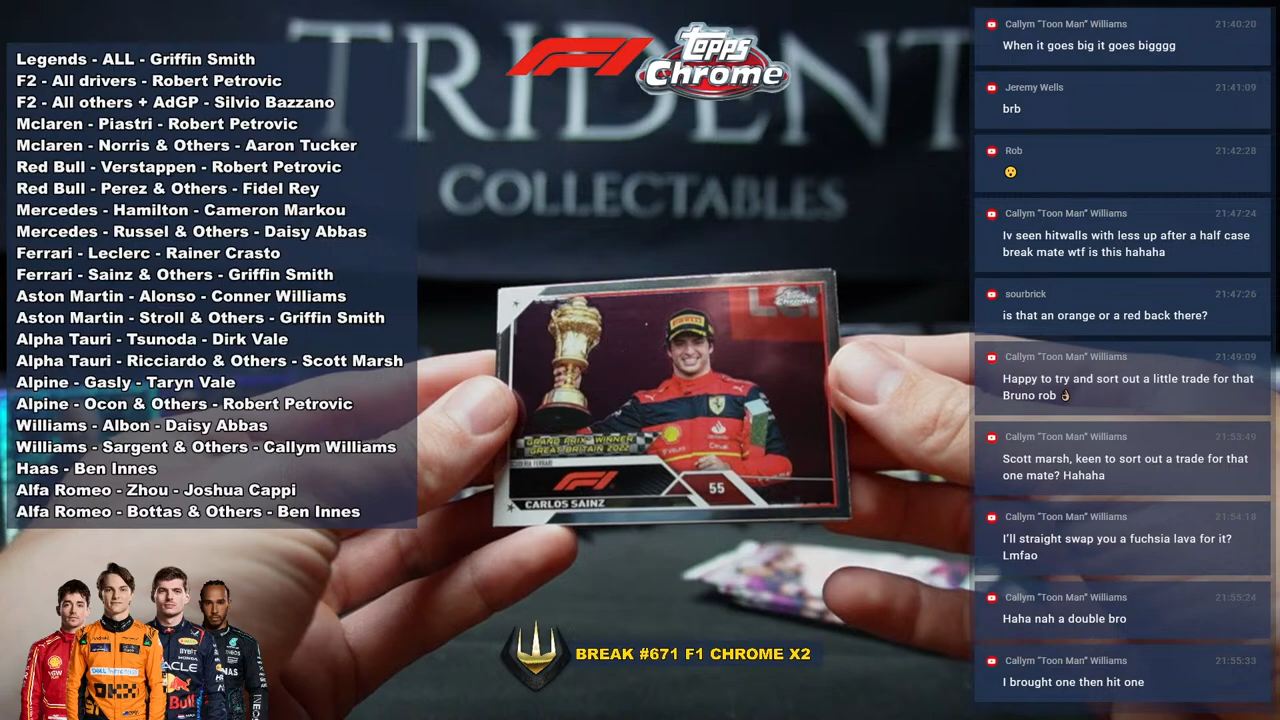 TRIDENT
COLLECTABLES
F1
Topps
Chrome
Legends - ALL - Griffin Smith
F2 - All drivers - Robert Petrovic
F2 - All others + AdGP - Silvio Bazzano
Mclaren - Piastri - Robert Petrovic
Mclaren - Norris & Others - Aaron Tucker
Red Bull - Verstappen - Robert Petrovic
Red Bull - Perez & Others - Fidel Rey
Mercedes - Hamilton - Cameron Markou
Mercedes - Russel & Others - Daisy Abbas
Ferrari - Leclerc - Rainer Crasto
Ferrari - Sainz & Others - Griffin Smith
Aston Martin - Alonso - Conner Williams
Aston Martin - Stroll & Others - Griffin Smith
Alpha Tauri - Tsunoda - Dirk Vale
Alpha Tauri - Ricciardo & Others - Scott Marsh
Alpine - Gasly - Taryn Vale
Alpine - Ocon & Others - Robert Petrovic
Williams - Albon - Daisy Abbas
Williams - Sargent & Others - Callym Williams
Haas - Ben Innes
Alfa Romeo - Zhou - Joshua Cappi
Alfa Romeo - Bottas & Others - Ben Innes
Topps
Chrome
GRAND PRIX WINNER
GREAT BRITAIN 2022
F1
55
CARLOS SAINZ
BREAK #671 F1 CHROME X2
Callym "Toon Man" Williams 21:40:20
When it goes big it goes bigggg
Jeremy Wells 21:41:09
brb
Rob 21:42:28
😮
Callym "Toon Man" Williams 21:47:24
Iv seen hitwalls with less up after a half case
break mate wtf is this hahaha
sourbrick 21:47:26
is that an orange or a red back there?
Callym "Toon Man" Williams 21:49:09
Happy to try and sort out a little trade for that
Bruno rob 👌
Callym "Toon Man" Williams 21:53:49
Scott marsh, keen to sort out a trade for that
one mate? Hahaha
Callym "Toon Man" Williams 21:54:18
I'll straight swap you a fuchsia lava for it?
Lmfao
Callym "Toon Man" Williams 21:55:24
Haha nah a double bro
Callym "Toon Man" Williams 21:55:33
I brought one then hit one